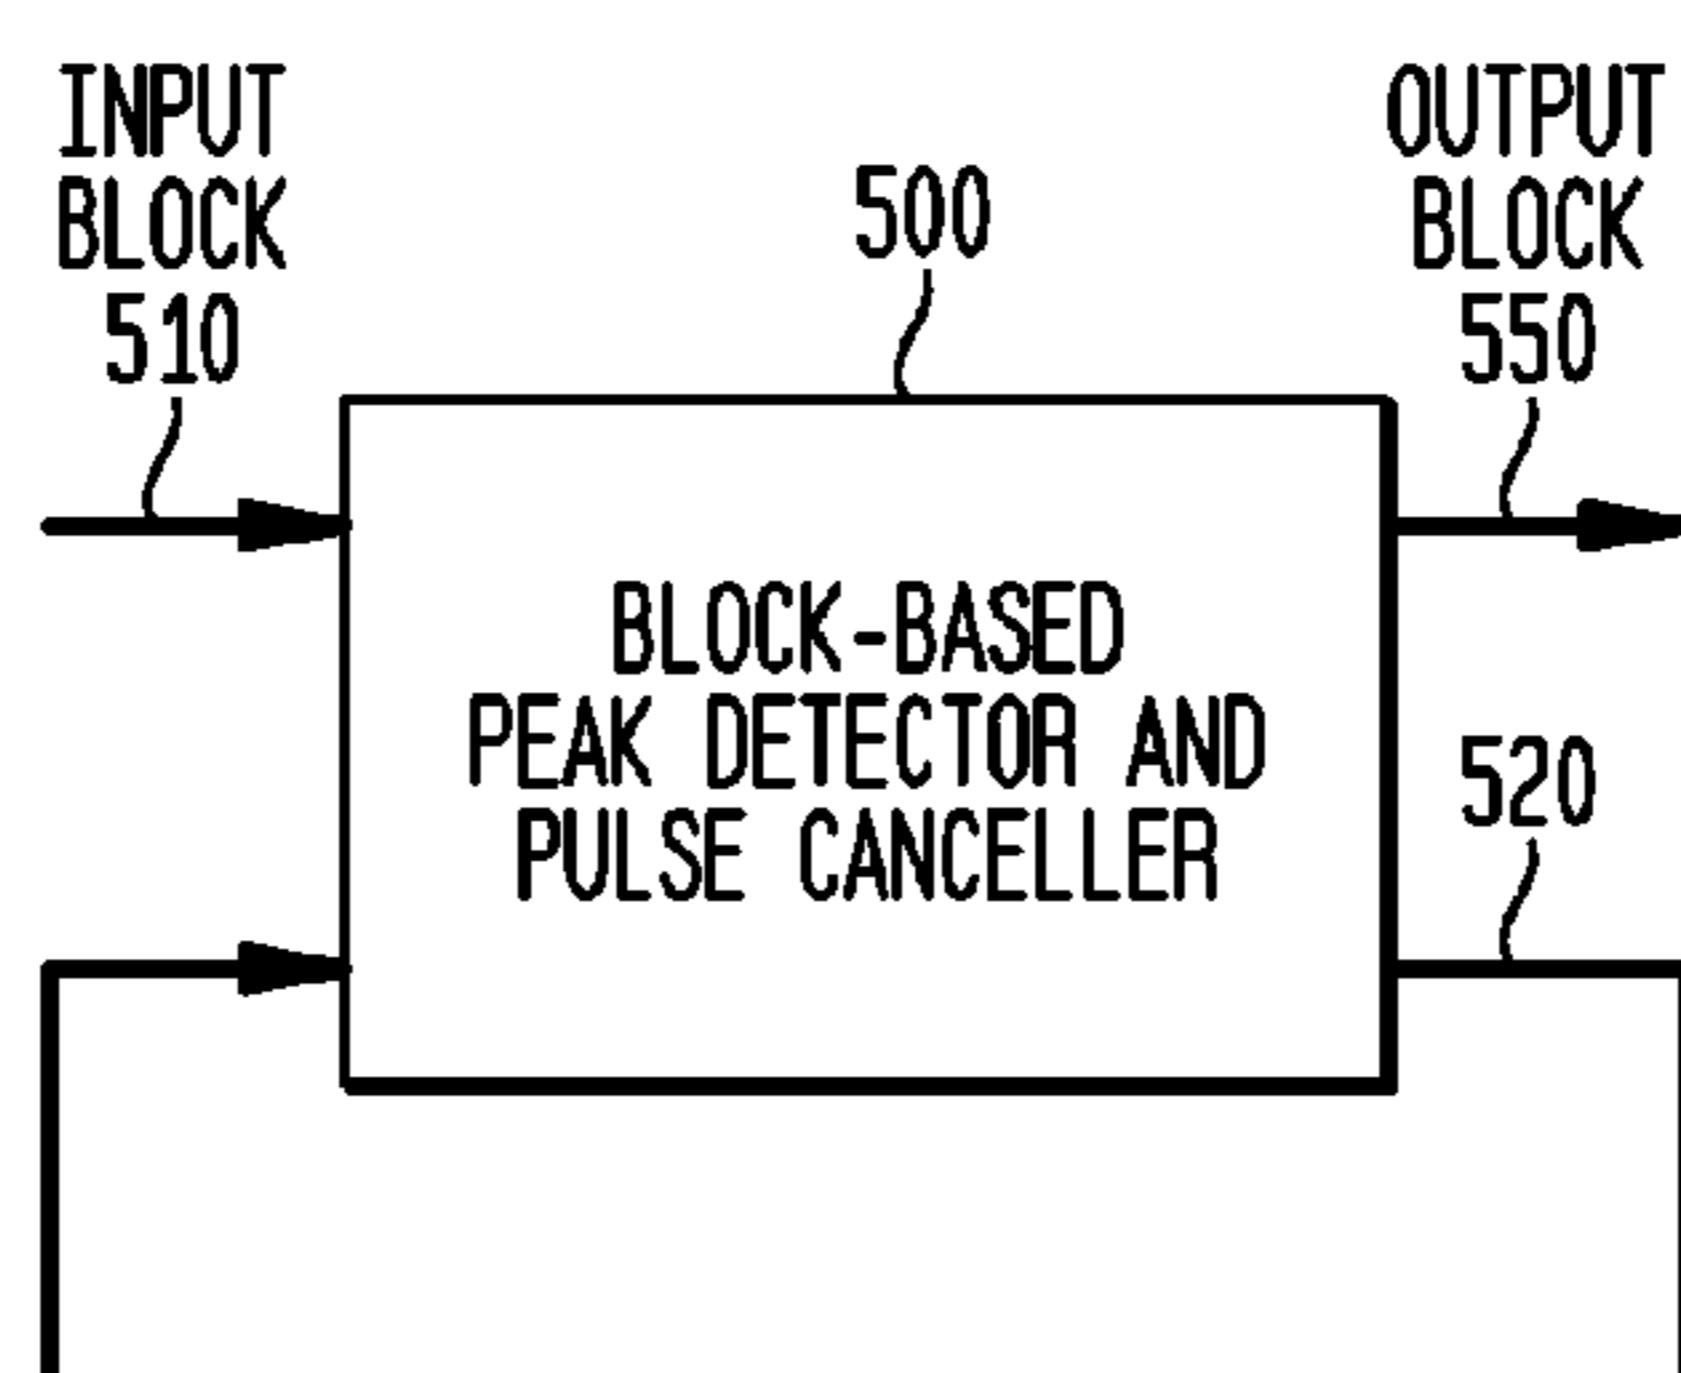 INPUT
BLOCK
510
500
OUTPUT
BLOCK
550
BLOCK-BASED
PEAK DETECTOR AND
PULSE CANCELLER
520